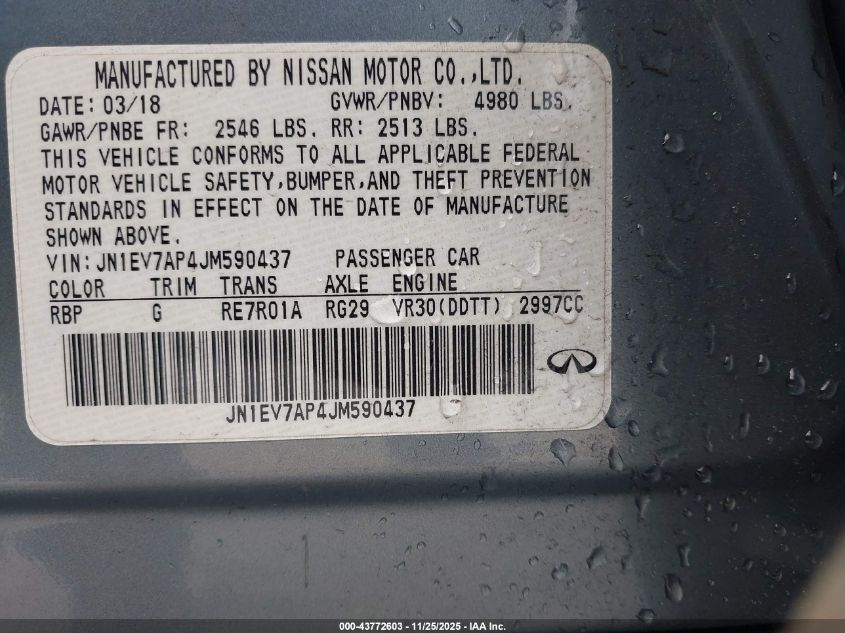 MANUFACTURED BY NISSAN MOTOR CO.,LTD.
DATE: 03/18 GVWR/PNBV: 4980 LBS.
GAWR/PNBE FR: 2546 LBS. RR: 2513 LBS.
THIS VEHICLE CONFORMS TO ALL APPLICABLE FEDERAL
MOTOR VEHICLE SAFETY,BUMPER,AND THEFT PREVENTION
STANDARDS IN EFFECT ON THE DATE OF MANUFACTURE
SHOWN ABOVE.
VIN:JN1EV7AP4JM590437 PASSENGER CAR
COLOR TRIM TRANS AXLE ENGINE
RBP G RE7R01A RG29 VR30(DDTT) 2997CC
JN1EV7AP4JM590437
000-43772603 - 11/25/2025 - IAA Inc.